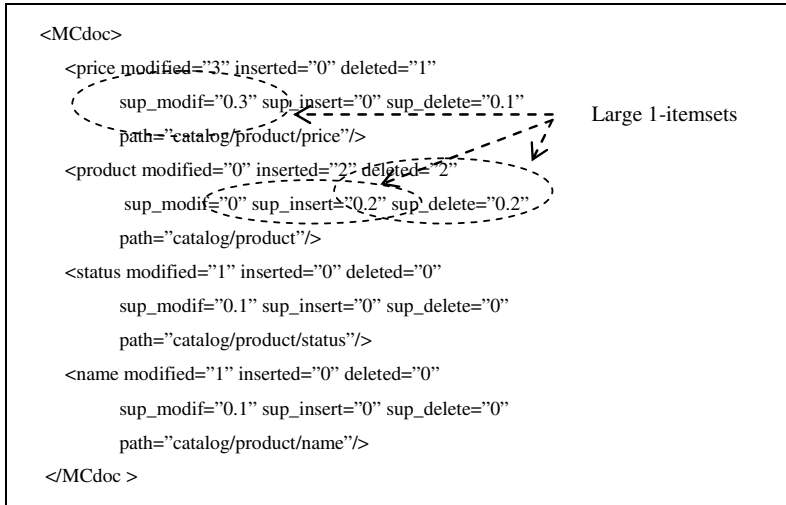 <MCdoc>
<price modified=”3” inserted=”0” deleted=”1”
sup_modif=”0.3” sup_insert=”0” sup_delete=”0.1”
Large 1-itemsets
path=”catalog/product/price”/>
<product modified=”0” inserted=”2” deleted=”2”
sup_modif=”0” sup_insert=”0.2” sup_delete=”0.2”
path=”catalog/product”/>
<status modified=”1” inserted=”0” deleted=”0”
sup_modif=”0.1” sup_insert=”0” sup_delete=”0”
path=”catalog/product/status”/>
<name modified=”1” inserted=”0” deleted=”0”
sup_modif=”0.1” sup_insert=”0” sup_delete=”0”
path=”catalog/product/name”/>
</MCdoc >